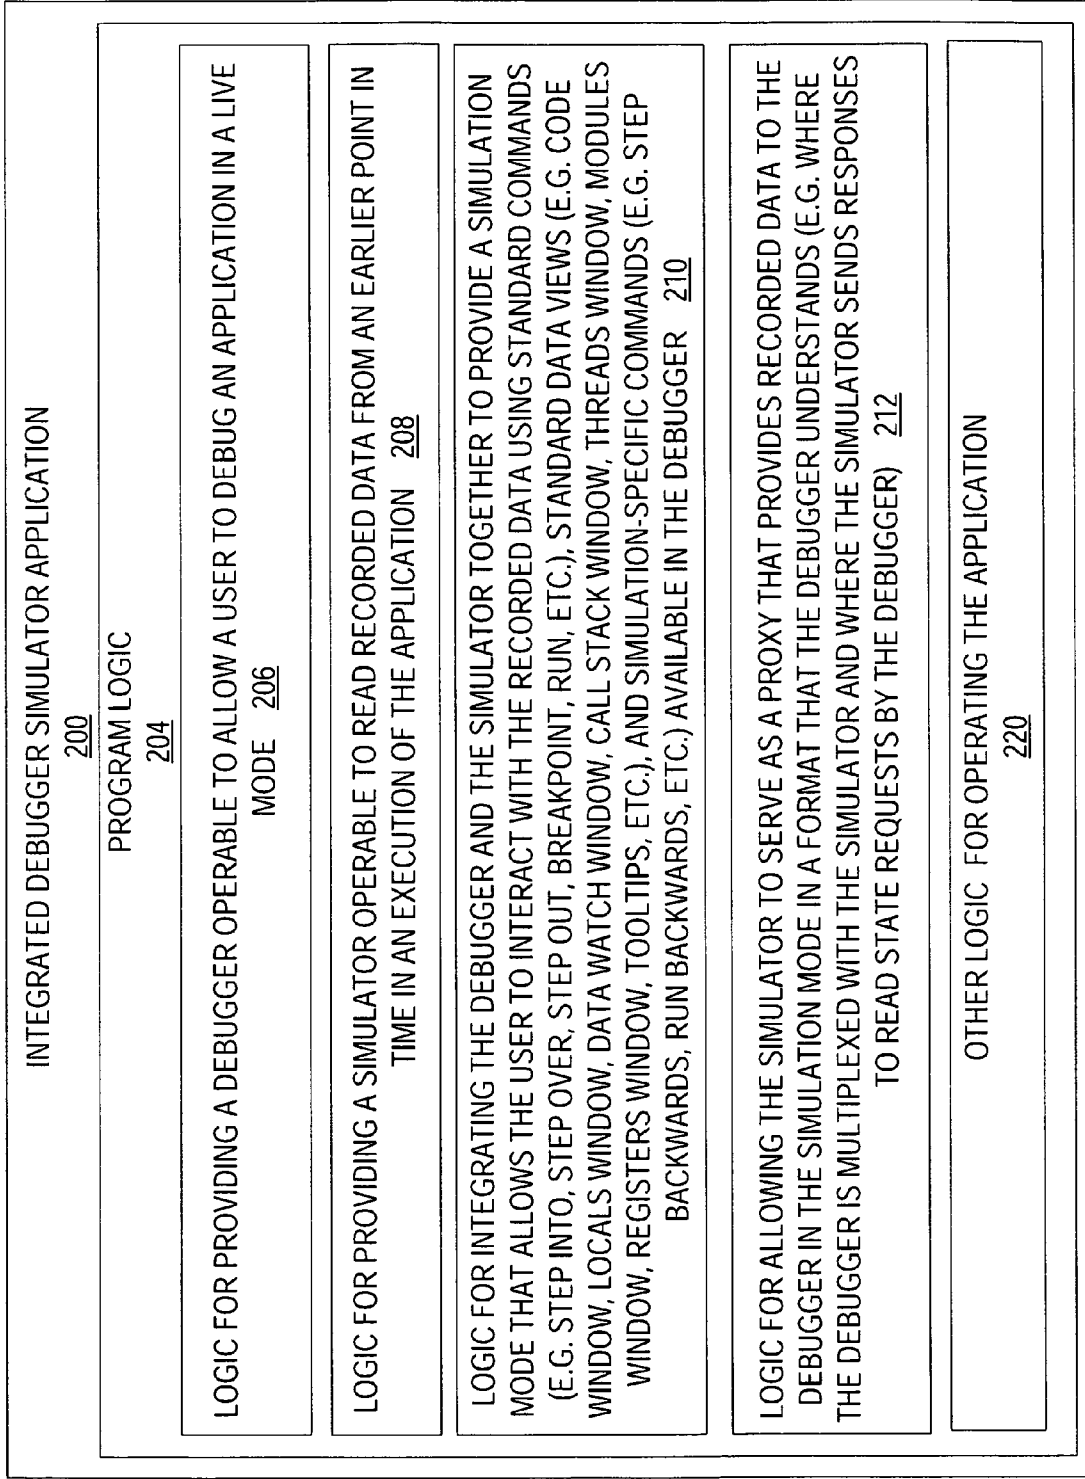 INTEGRATED DEBUGGER SIMULATOR APPLICATION
200
PROGRAM LOGIC
204
LOGIC FOR PROVIDING A DEBUGGER OPERABLE TO ALLOW A USER TO DEBUG AN APPLICATION IN A LIVE
MODE 206
LOGIC FOR PROVIDING A SIMULATOR OPERABLE TO READ RECORDED DATA FROM AN EARLIER POINT IN
TIME IN AN EXECUTION OF THE APPLICATION 208
LOGIC FOR INTEGRATING THE DEBUGGER AND THE SIMULATOR TOGETHER TO PROVIDE A SIMULATION
MODE THAT ALLOWS THE USER TO INTERACT WITH THE RECORDED DATA USING STANDARD COMMANDS
(E.G. STEP INTO, STEP OVER, STEP OUT, BREAKPOINT, RUN, ETC.), STANDARD DATA VIEWS (E.G. CODE
WINDOW, LOCALS WINDOW, DATA WATCH WINDOW, CALL STACK WINDOW, THREADS WINDOW, MODULES
WINDOW, REGISTERS WINDOW, TOOLTIPS, ETC.), AND SIMULATION-SPECIFIC COMMANDS (E.G. STEP
BACKWARDS, RUN BACKWARDS, ETC.) AVAILABLE IN THE DEBUGGER 210
LOGIC FOR ALLOWING THE SIMULATOR TO SERVE AS A PROXY THAT PROVIDES RECORDED DATA TO THE
DEBUGGER IN THE SIMULATION MODE IN A FORMAT THAT THE DEBUGGER UNDERSTANDS (E.G. WHERE
THE DEBUGGER IS MULTIPLEXED WITH THE SIMULATOR AND WHERE THE SIMULATOR SENDS RESPONSES
TO READ STATE REQUESTS BY THE DEBUGGER) 212
OTHER LOGIC FOR OPERATING THE APPLICATION
220